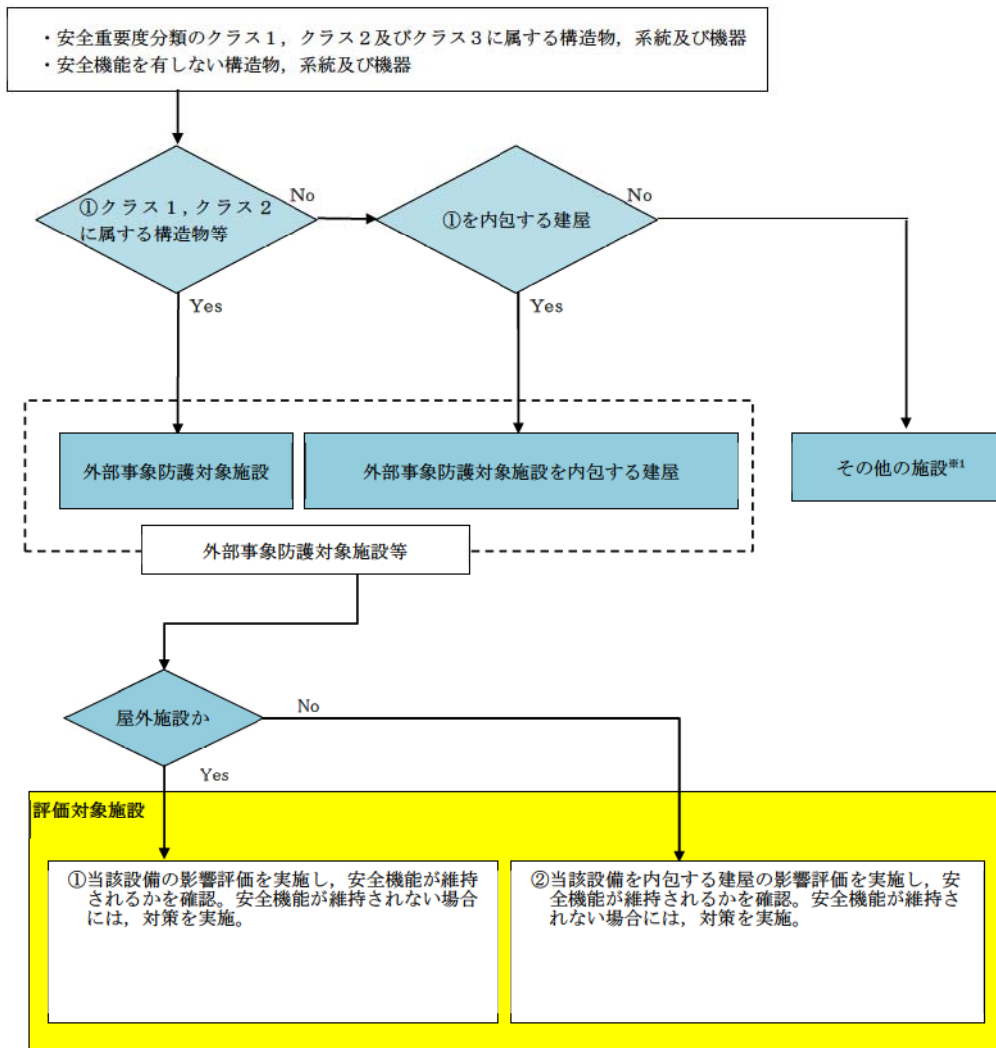 ・安全重要度分類のクラス１，クラス２及びクラス３に属する構造物，系統及び機器
・安全機能を有しない構造物，系統及び機器
①クラス１，クラス２
に属する構造物等
No
①を内包する建屋
No
Yes
Yes
外部事象防護対象施設
外部事象防護対象施設を内包する建屋
その他の施設※1
外部事象防護対象施設等
屋外施設か
No
Yes
評価対象施設
①当該設備の影響評価を実施し，安全機能が維持
されるかを確認。安全機能が維持されない場合
には，対策を実施。
②当該設備を内包する建屋の影響評価を実施し，安
全機能が維持されるかを確認。安全機能が維持さ
れない場合には，対策を実施。